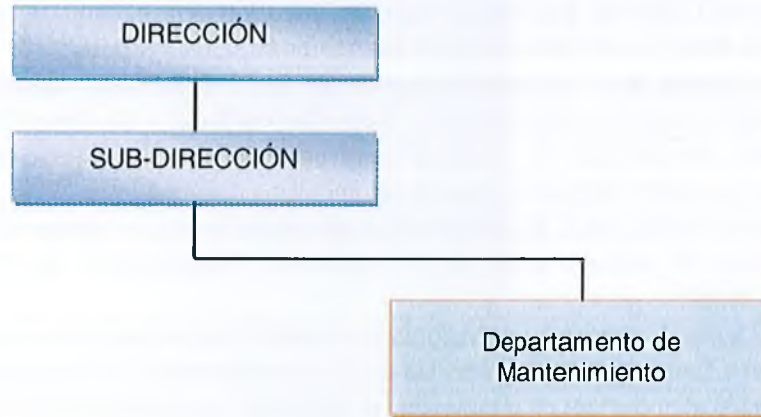 DIRECCIÓN
SUB-DIRECCIÓN
Departamento de
Mantenimiento